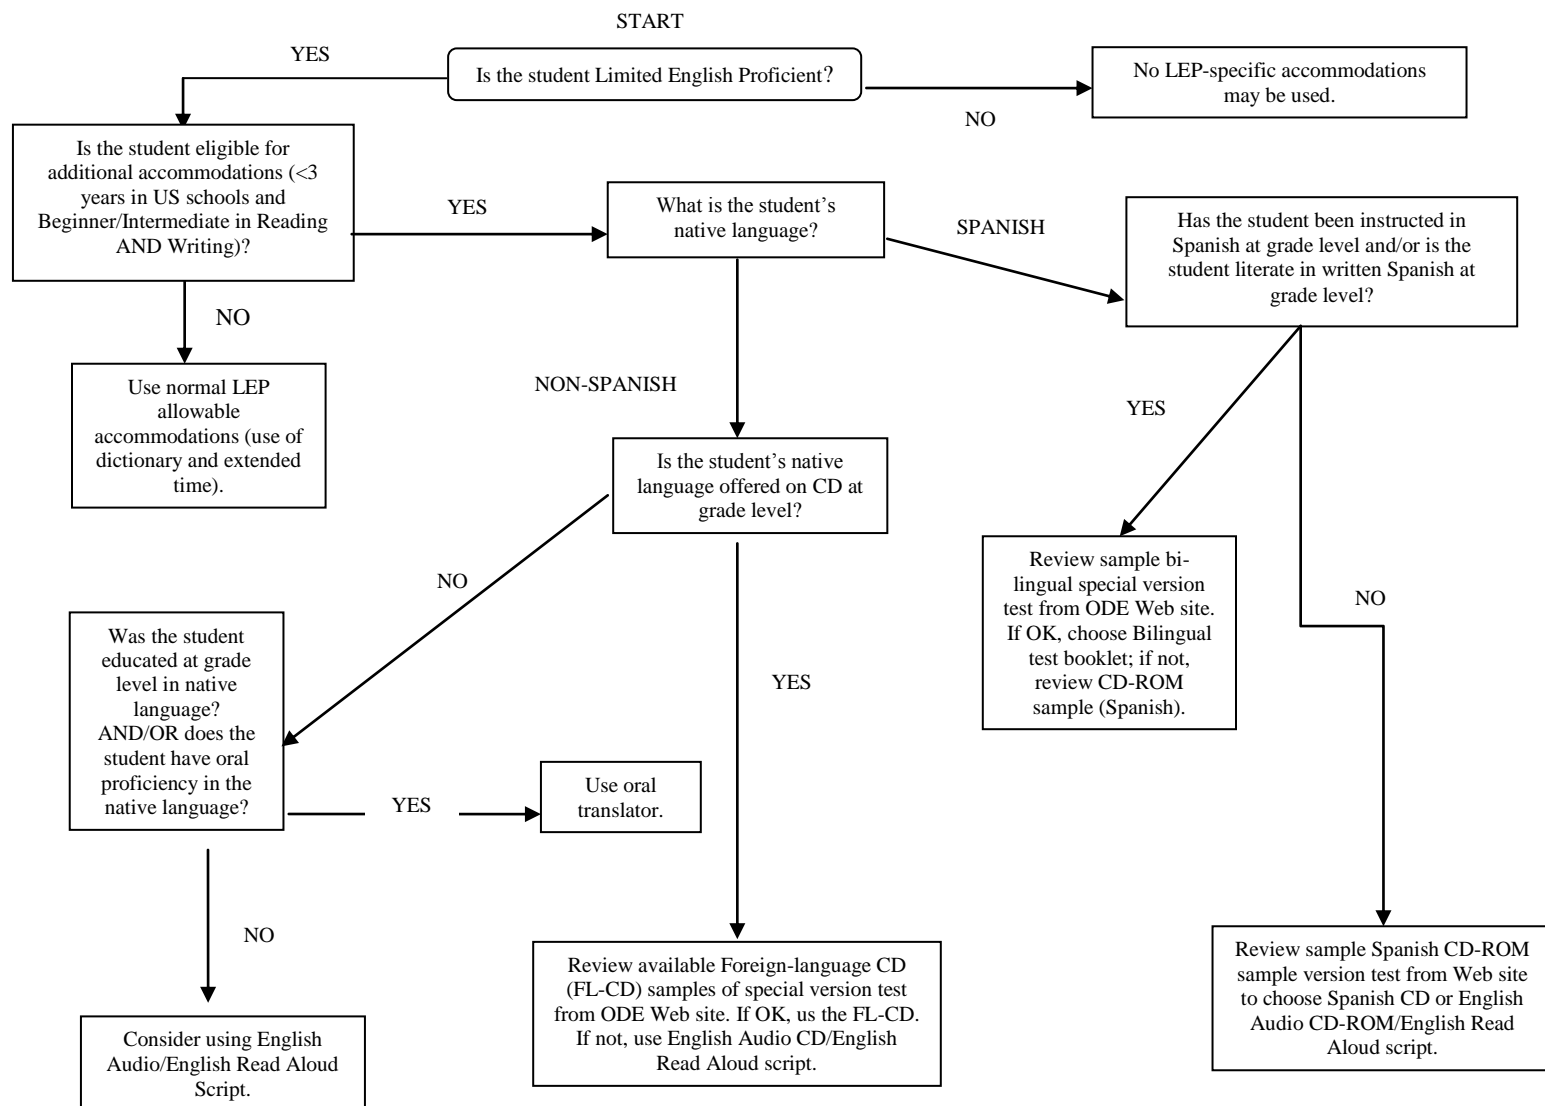 START
YES
Is the student Limited English Proficient?
No LEP-specific accommodations
may be used.
NO
Is the student eligible for
additional accommodations (<3
years in US schools and
Beginner/Intermediate in Reading
AND Writing)?
YES
What is the student's
native language?
SPANISH
Has the student been instructed in
Spanish at grade level and/or is the
student literate in written Spanish at
grade level?
NO
Use normal LEP
allowable
accommodations (use of
dictionary and extended
time).
NON-SPANISH
YES
Is the student's native
language offered on CD at
grade level?
Review sample bi-
lingual special version
test from ODE Web site.
If OK, choose Bilingual
test booklet; if not,
review CD-ROM
sample (Spanish).
NO
NO
Was the student
educated at grade
level in native
language?
AND/OR does the
student have oral
proficiency in the
native language?
YES
YES
Use oral
translator.
NO
Review available Foreign-language CD
(FL-CD) samples of special version test
from ODE Web site. If OK, us the FL-CD.
If not, use English Audio CD/English
Read Aloud script.
Review sample Spanish CD-ROM
sample version test from Web site
to choose Spanish CD or English
Audio CD-ROM/English Read
Aloud script.
Consider using English
Audio/English Read Aloud
Script.